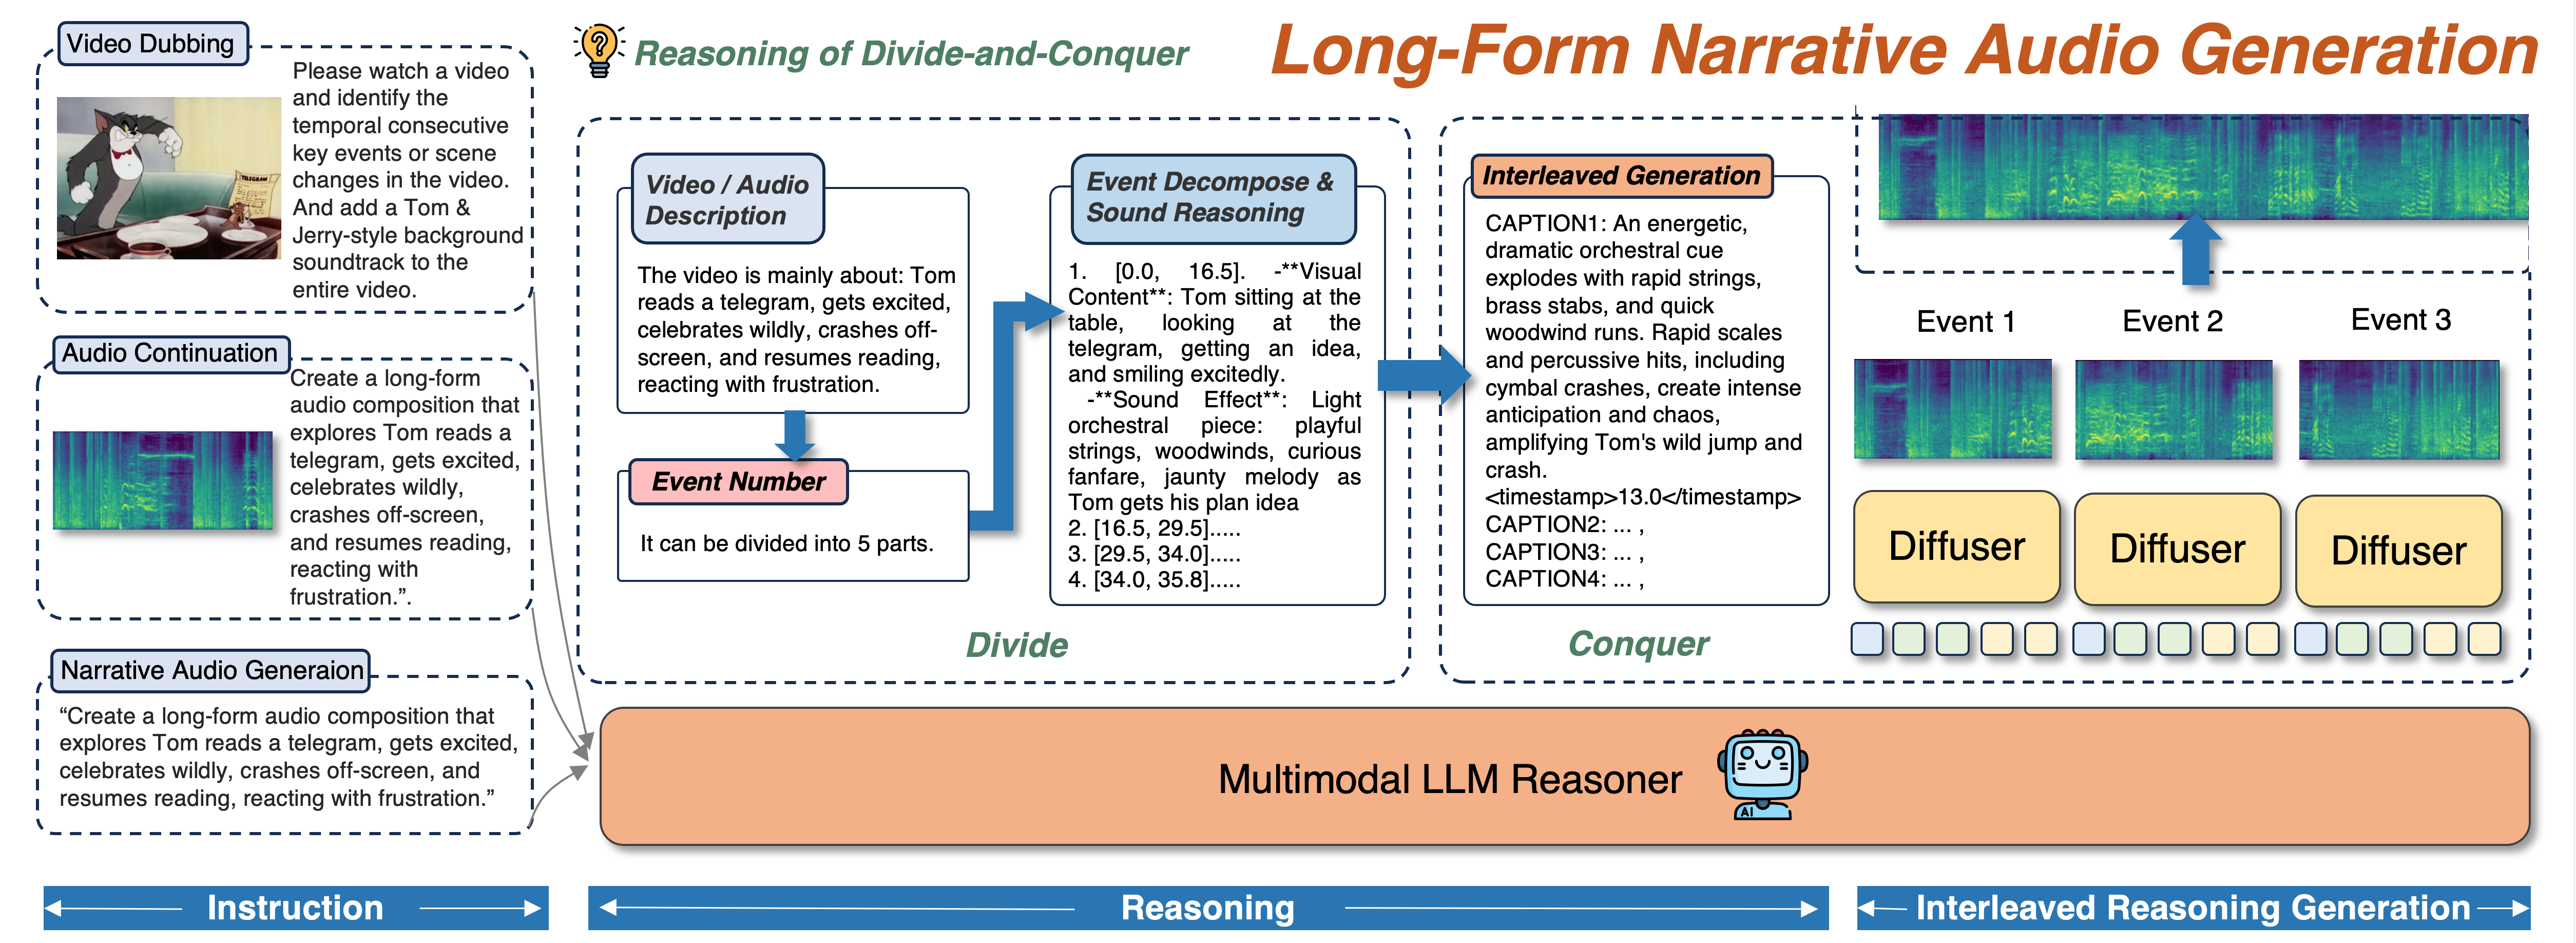 Long-Form Narrative Audio Generation
Reasoning of Divide-and-Conquer
Video Dubbing
Please watch a video
and identify the
temporal consecutive
key events or scene
changes in the video.
And add a Tom &
Jerry-style background
soundtrack to the
entire video.
TELEGRAM
Audio Continuation
Create a long-form
audio composition that
explores Tom reads a
telegram, gets excited,
celebrates wildly,
crashes off-screen,
and resumes reading,
reacting with
frustration.”.
Narrative Audio Generaion
“Create a long-form audio composition that
explores Tom reads a telegram, gets excited,
celebrates wildly, crashes off-screen, and
resumes reading, reacting with frustration.”
Video / Audio
Description
The video is mainly about: Tom
reads a telegram, gets excited,
celebrates wildly, crashes off-
screen, and resumes reading,
reacting with frustration.
Event Number
It can be divided into 5 parts.
Event Decompose &
Sound Reasoning
1. [0.0, 16.5]. -**Visual
Content**: Tom sitting at the
table, looking at the
telegram, getting an idea,
and smiling excitedly.
-**Sound Effect**: Light
orchestral piece: playful
strings, woodwinds, curious
fanfare, jaunty melody as
Tom gets his plan idea
2. [16.5, 29.5].....
3. [29.5, 34.0].....
4. [34.0, 35.8].....
Divide
Interleaved Generation
CAPTION1: An energetic,
dramatic orchestral cue
explodes with rapid strings,
brass stabs, and quick
woodwind runs. Rapid scales
and percussive hits, including
cymbal crashes, create intense
anticipation and chaos,
amplifying Tom's wild jump and
crash.
<timestamp>13.0</timestamp>
CAPTION2: ... ,
CAPTION3: ... ,
CAPTION4: ... ,
Conquer
Event 1
Event 2
Event 3
Diffuser
Diffuser
Diffuser
Multimodal LLM Reasoner
AI
Instruction
Reasoning
Interleaved Reasoning Generation